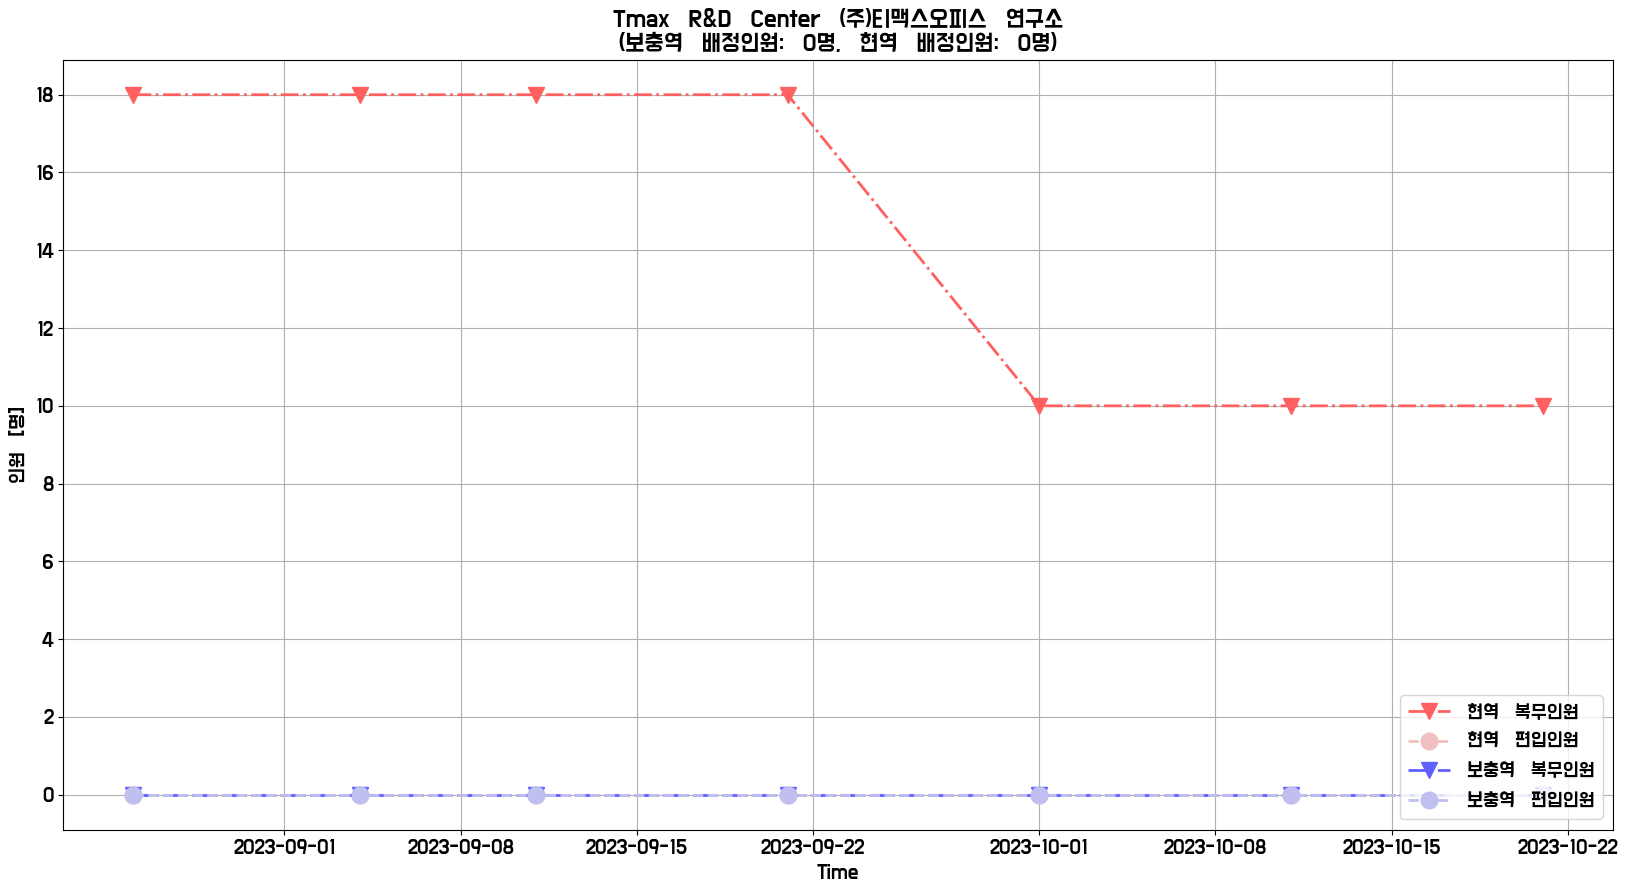 Tmax R&D Center (주)티맥스오피스 연구소
(보충역 배정인원: 0명, 현역 배정인원: 0명)
인원 [명]
18
16
14
12
10
8
6
4
2
0
현역 복무인원
현역 편입인원
보충역 복무인원
보충역 편입인원
2023-09-01 2023-09-08 2023-09-15 2023-09-22 2023-10-01 2023-10-08 2023-10-15 2023-10-22
Time